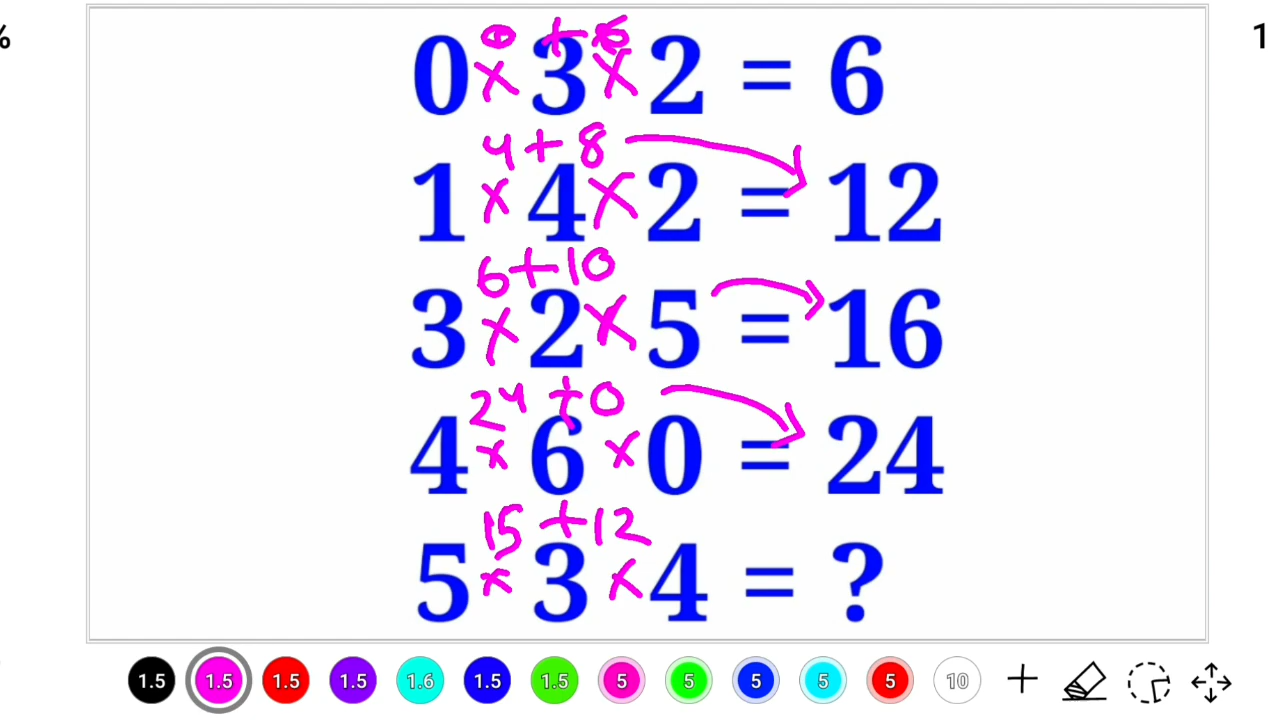 %
1
0 + 6
0 × 3 × 2 = 6
4 + 8
1 × 4 × 2 = 12
6 + 10
3 × 2 × 5 = 16
24 + 0
4 × 6 × 0 = 24
15 + 12
5 × 3 × 4 = ?
1.5 1.5 1.5 1.5 1.6 1.5 1.5 5 5 5 5 5 10